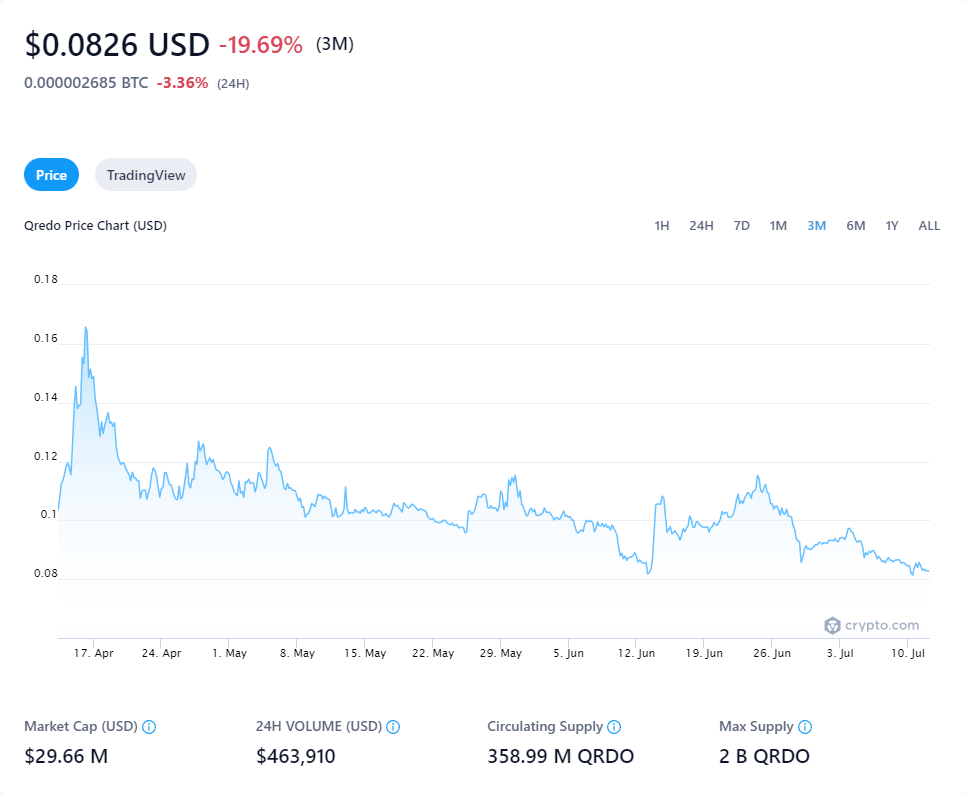 $0.0826 USD -19.69% (3M)
0.000002685 BTC -3.36% (24H)
Price TradingView
Qredo Price Chart (USD) 1H 24H 7D 1M 3M 6M 1Y ALL
0.18
0.16
0.14
0.12
0.1
0.08
crypto.com
17. Apr 24. Apr 1. May 8. May 15. May 22. May 29. May 5. Jun 12. Jun 19. Jun 26. Jun 3. Jul 10. Jul
Market Cap (USD) 24H VOLUME (USD) Circulating Supply Max Supply
$29.66 M $463,910 358.99 M QRDO 2 B QRDO